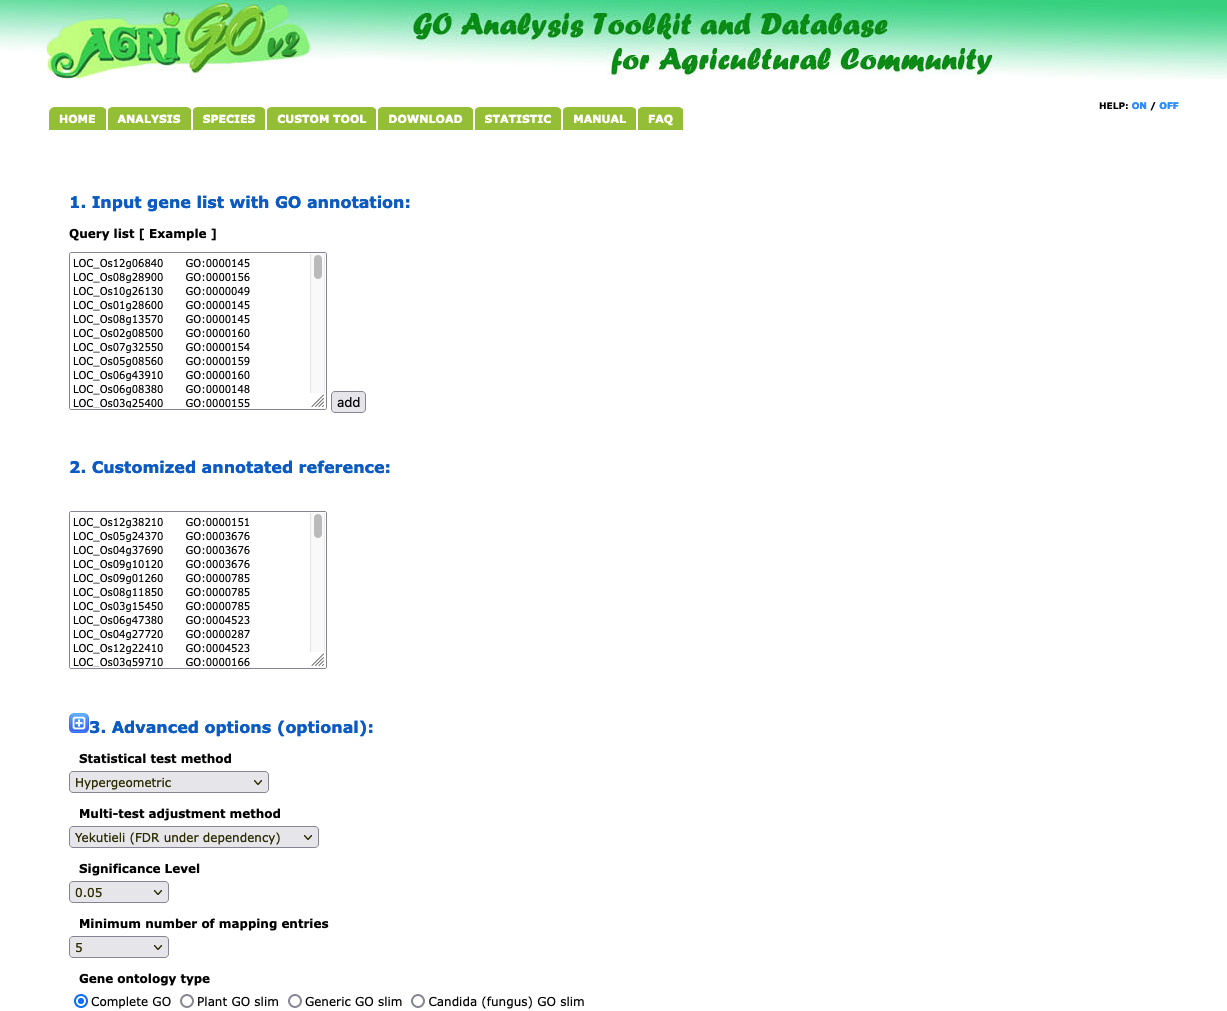 AGRIGO v2
GO Analysis Toolkit and Database
for Agricultural Community
HELP: ON / OFF
HOME ANALYSIS SPECIES CUSTOM TOOL DOWNLOAD STATISTIC MANUAL FAQ
1. Input gene list with GO annotation:
Query list [ Example ]
LOC_Os12g06840 GO:0000145
LOC_Os08g28900 GO:0000156
LOC_Os10g26130 GO:0000049
LOC_Os01g28600 GO:0000145
LOC_Os08g13570 GO:0000145
LOC_Os02g08500 GO:0000160
LOC_Os07g32550 GO:0000154
LOC_Os05g08560 GO:0000159
LOC_Os06g43910 GO:0000160
LOC_Os06g08380 GO:0000148
LOC_Os03g25400 GO:0000155
add
2. Customized annotated reference:
LOC_Os12g38210 GO:0000151
LOC_Os05g24370 GO:0003676
LOC_Os04g37690 GO:0003676
LOC_Os09g10120 GO:0003676
LOC_Os09g01260 GO:0000785
LOC_Os08g11850 GO:0000785
LOC_Os03g15450 GO:0000785
LOC_Os06g47380 GO:0004523
LOC_Os04g27720 GO:0000287
LOC_Os12g22410 GO:0004523
LOC_Os03g59710 GO:0000166
3. Advanced options (optional):
Statistical test method
Hypergeometric
Multi-test adjustment method
Yekutieli (FDR under dependency)
Significance Level
0.05
Minimum number of mapping entries
5
Gene ontology type
Complete GO Plant GO slim Generic GO slim Candida (fungus) GO slim